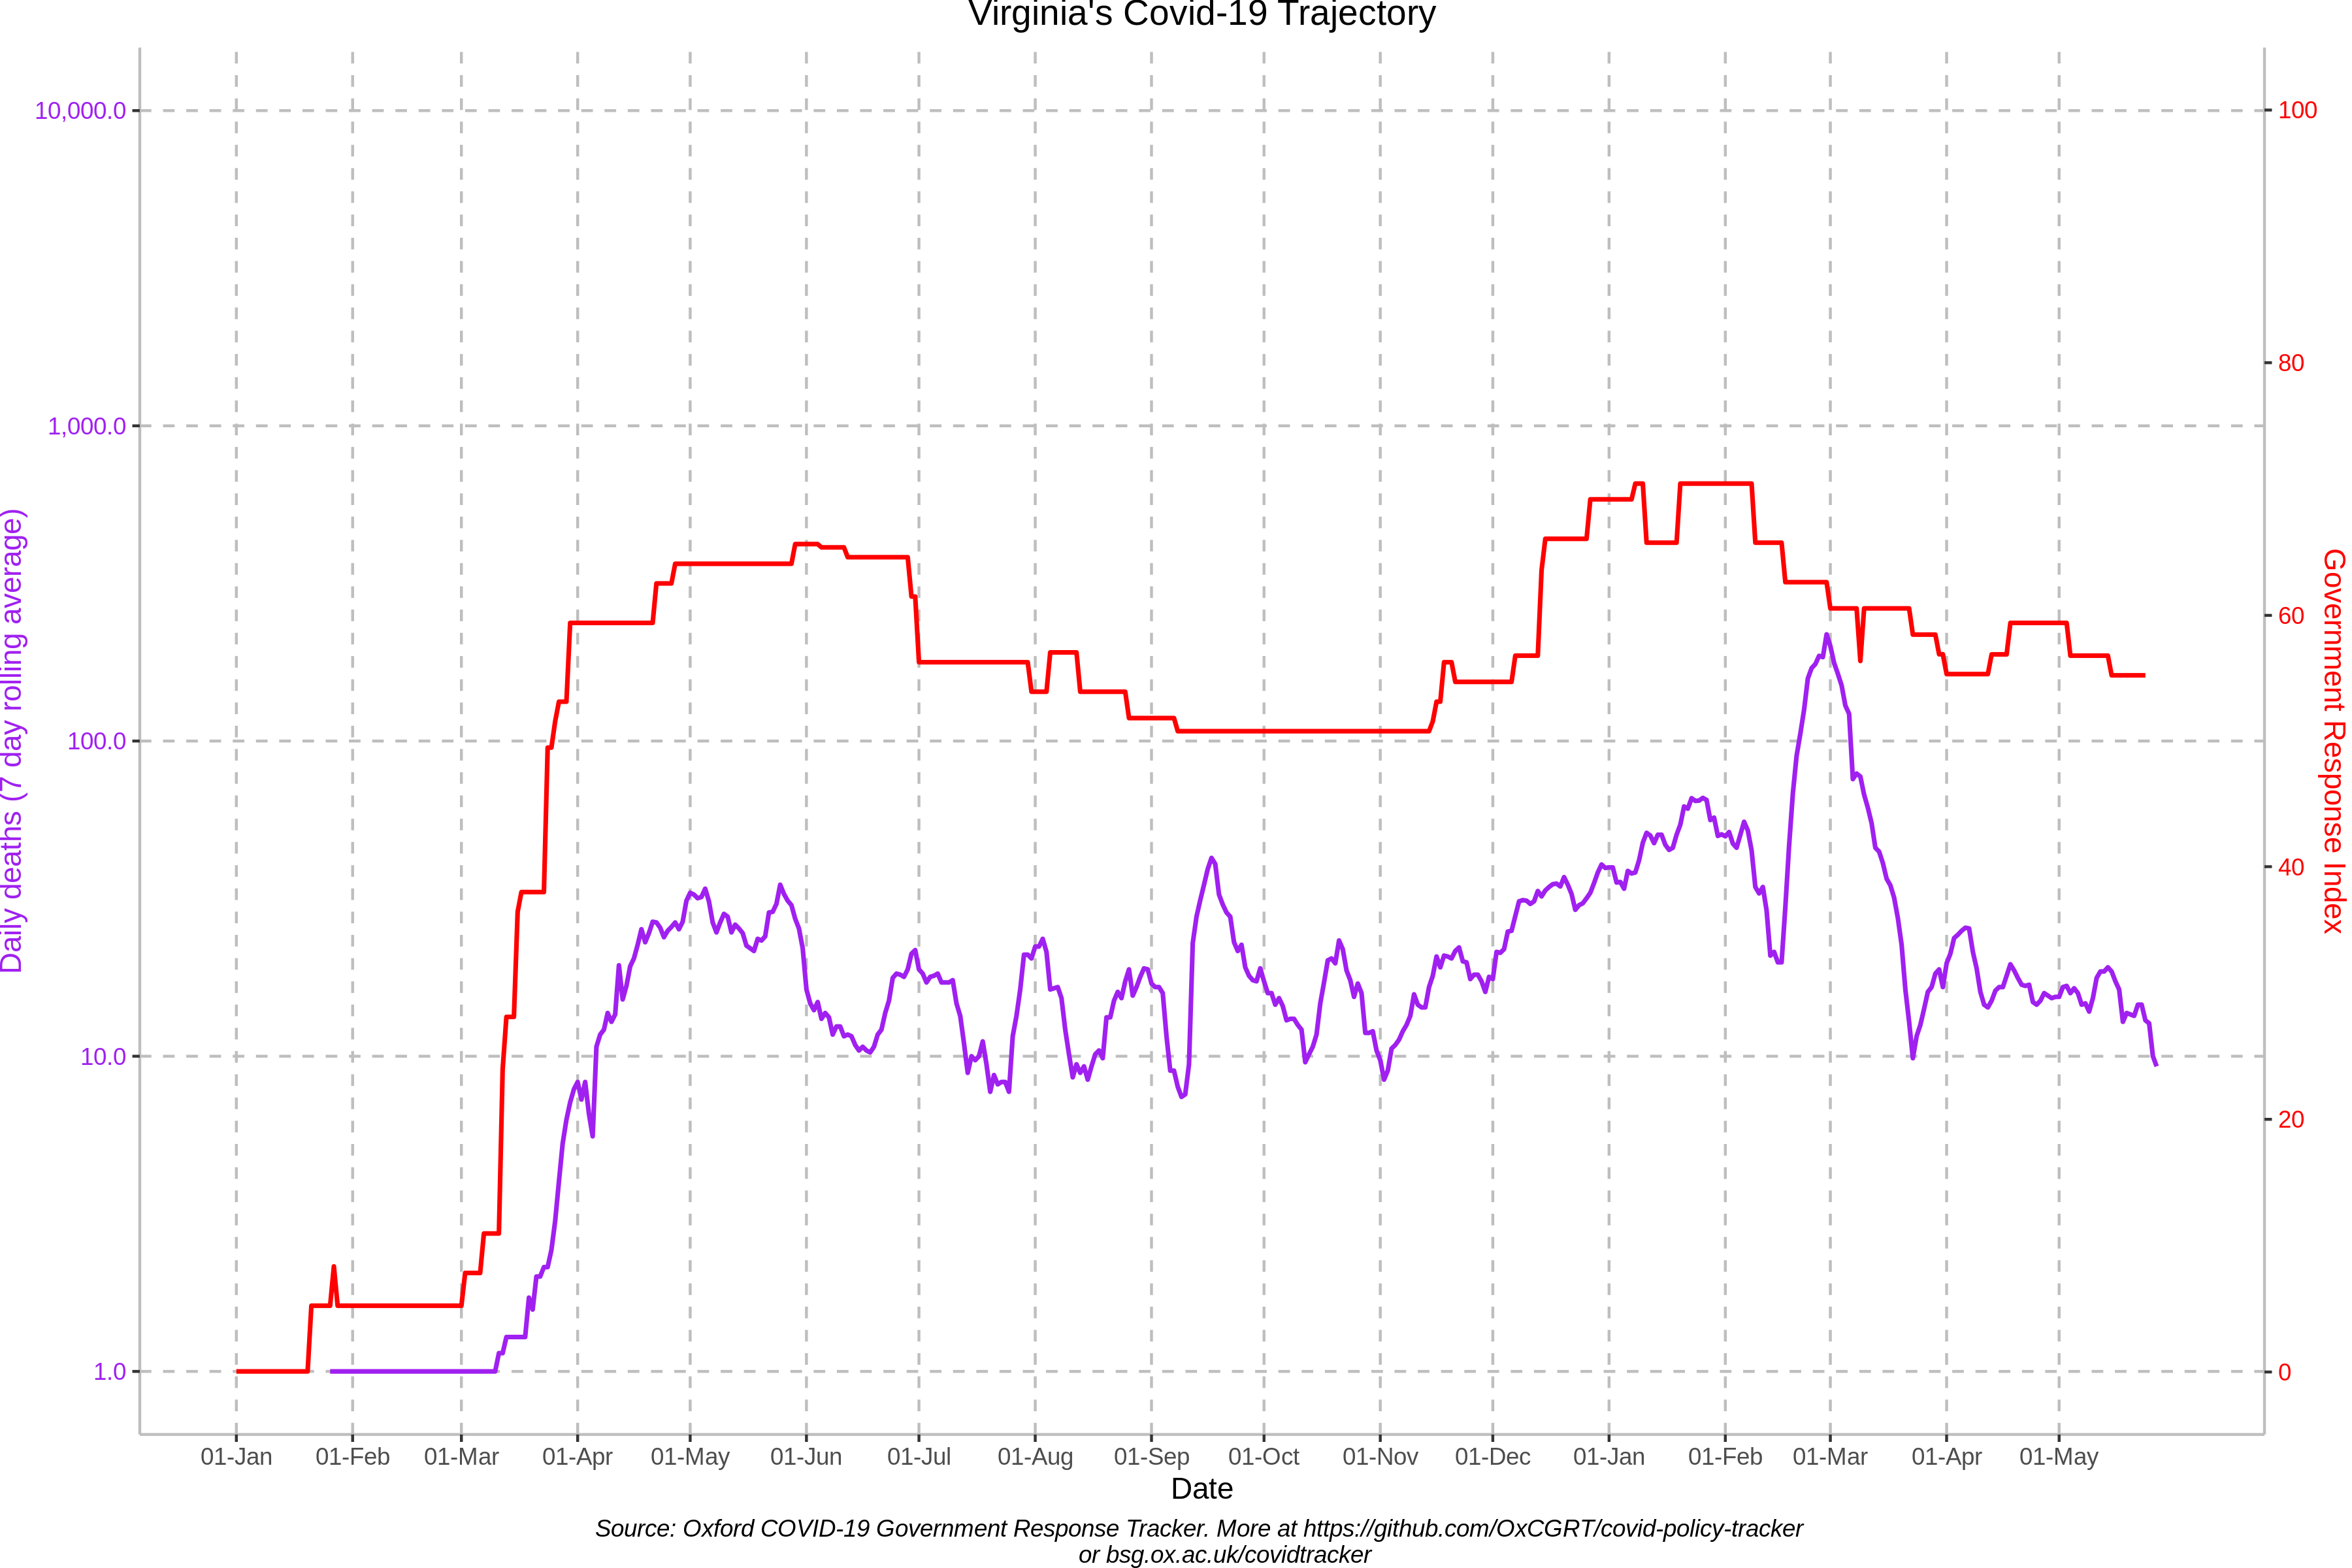 Virginia's Covid-19 Trajectory
10,000.0
1,000.0
100.0
10.0
1.0
Daily deaths (7 day rolling average)
100
80
60
40
20
0
Government Response Index
01-Jan 01-Feb 01-Mar 01-Apr 01-May 01-Jun 01-Jul 01-Aug 01-Sep 01-Oct 01-Nov 01-Dec 01-Jan 01-Feb 01-Mar 01-Apr 01-May
Date
Source: Oxford COVID-19 Government Response Tracker. More at https://github.com/OxCGRT/covid-policy-tracker
or bsg.ox.ac.uk/covidtracker